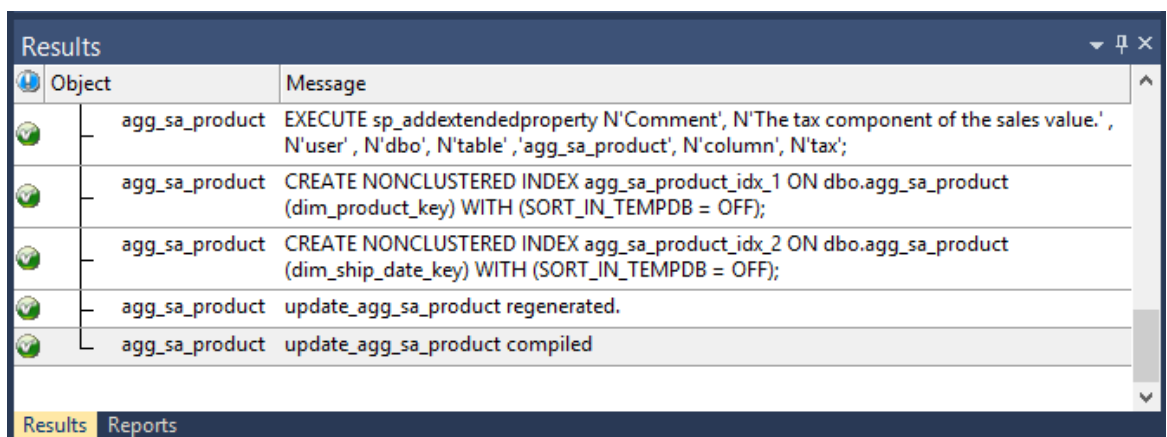 Results
Object Message
agg_sa_product EXECUTE sp_addextendedproperty N'Comment', N'The tax component of the sales value.' ,
N'user' , N'dbo', N'table' ,'agg_sa_product', N'column', N'tax';
agg_sa_product CREATE NONCLUSTERED INDEX agg_sa_product_idx_1 ON dbo.agg_sa_product
(dim_product_key) WITH (SORT_IN_TEMPDB = OFF);
agg_sa_product CREATE NONCLUSTERED INDEX agg_sa_product_idx_2 ON dbo.agg_sa_product
(dim_ship_date_key) WITH (SORT_IN_TEMPDB = OFF);
agg_sa_product update_agg_sa_product regenerated.
agg_sa_product update_agg_sa_product compiled
Results Reports